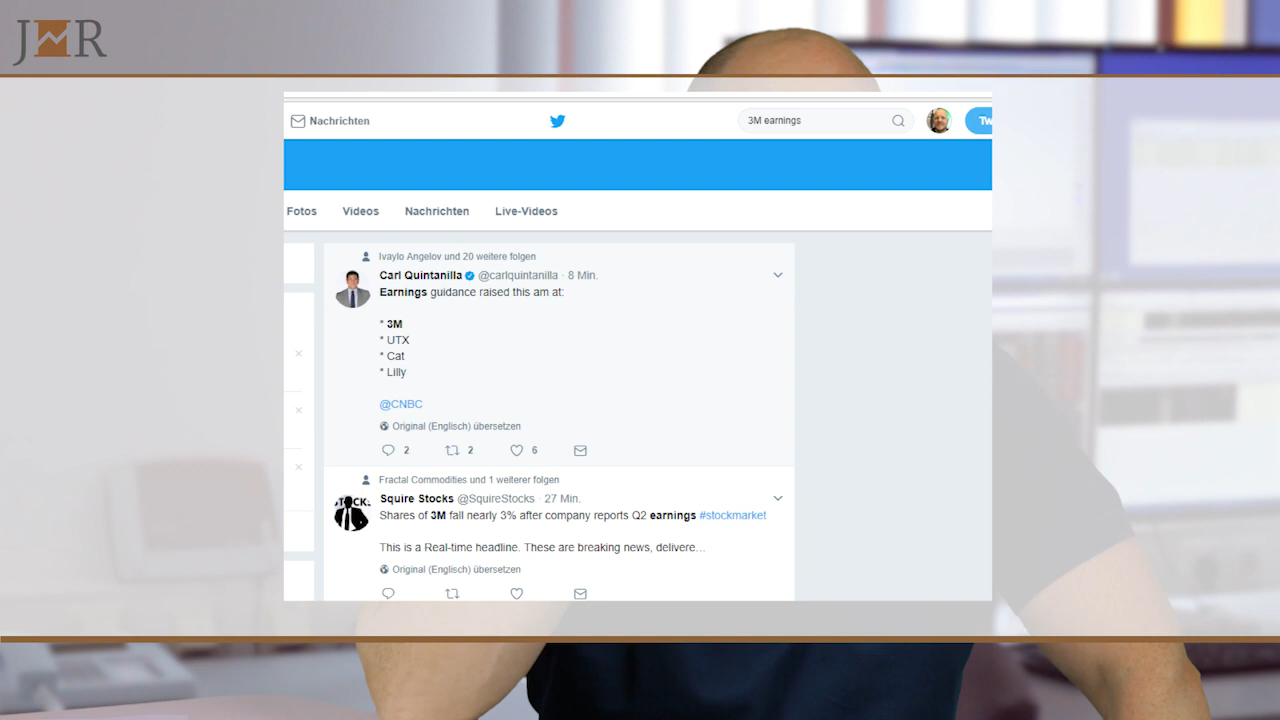 JMR
Nachrichten
3M earnings
Tw
Fotos Videos Nachrichten Live-Videos
Ivaylo Angelov und 20 weitere folgen
Carl Quintanilla @carlquintanilla · 8 Min.
Earnings guidance raised this am at:
* 3M
* UTX
* Cat
* Lilly
@CNBC
Original (Englisch) übersetzen
2 2 6
Fractal Commodities und 1 weiterer folgen
Squire Stocks @SquireStocks · 27 Min.
Shares of 3M fall nearly 3% after company reports Q2 earnings #stockmarket
This is a Real-time headline. These are breaking news, delivere…
Original (Englisch) übersetzen